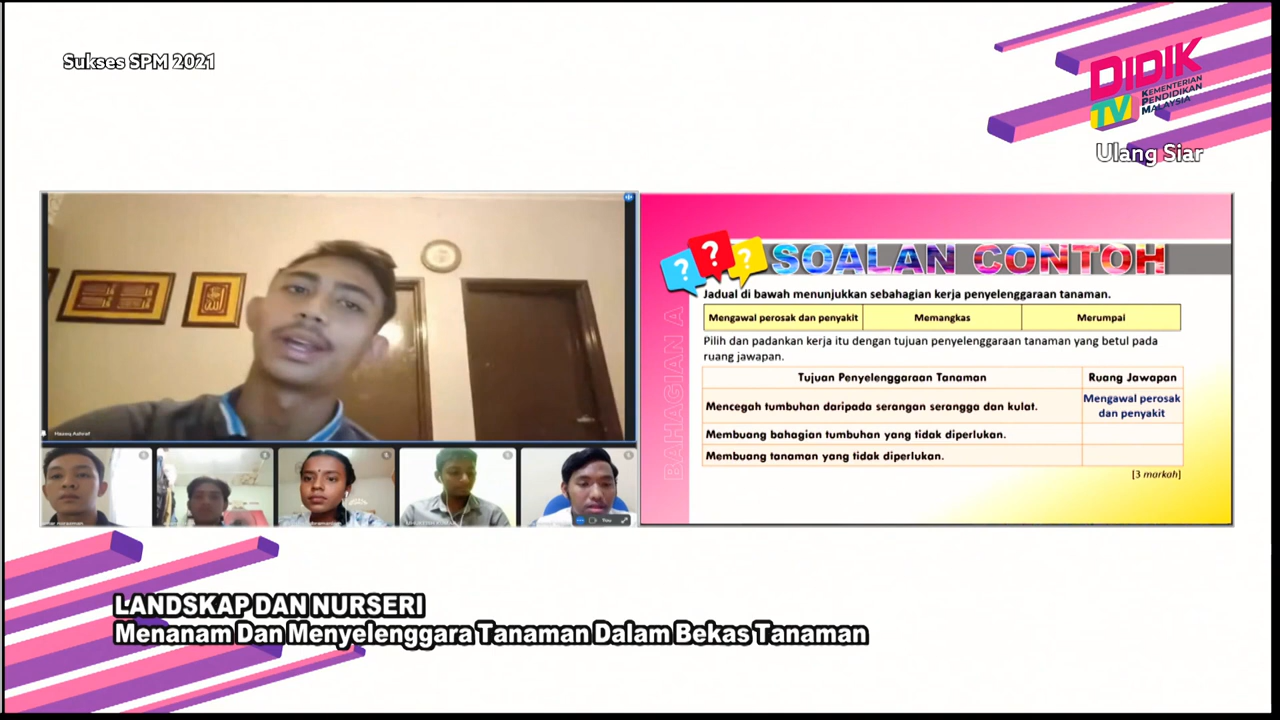 Sukses SPM 2021
DIDIK
TV
KEMENTERIAN
PENDIDIKAN
MALAYSIA
Ulang Siar
SOALAN CONTOH
BAHAGIAN A
Jadual di bawah menunjukkan sebahagian kerja penyelenggaraan tanaman.
Mengawal perosak dan penyakit Memangkas Merumpai
Pilih dan padankan kerja itu dengan tujuan penyelenggaraan tanaman yang betul pada
ruang jawapan.
Tujuan Penyelenggaraan Tanaman Ruang Jawapan
Mencegah tumbuhan daripada serangan serangga dan kulat. Mengawal perosak
dan penyakit
Membuang bahagian tumbuhan yang tidak diperlukan.
Membuang tanaman yang tidak diperlukan.
[3 markah]
You
LANDSKAP DAN NURSERI
Menanam Dan Menyelenggara Tanaman Dalam Bekas Tanaman